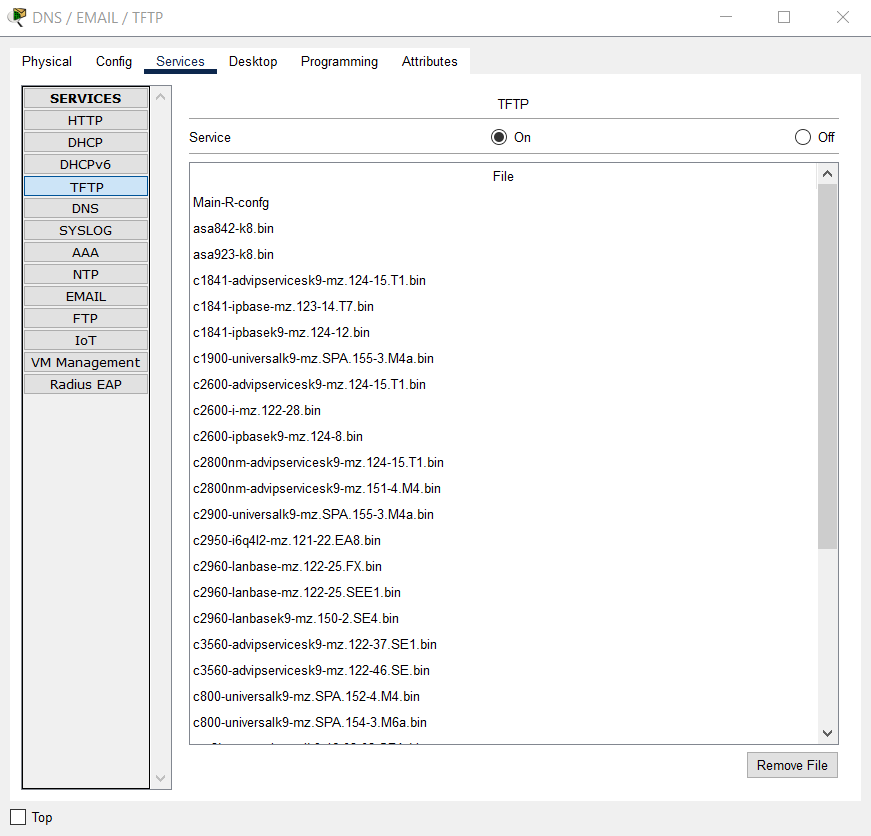 DNS / EMAIL / TFTP
Physical Config Services Desktop Programming Attributes
SERVICES
HTTP
DHCP
DHCPv6
TFTP
DNS
SYSLOG
AAA
NTP
EMAIL
FTP
IoT
VM Management
Radius EAP
TFTP
Service On Off
File
Main-R-confg
asa842-k8.bin
asa923-k8.bin
c1841-advipservicesk9-mz.124-15.T1.bin
c1841-ipbase-mz.123-14.T7.bin
c1841-ipbasek9-mz.124-12.bin
c1900-universalk9-mz.SPA.155-3.M4a.bin
c2600-advipservicesk9-mz.124-15.T1.bin
c2600-i-mz.122-28.bin
c2600-ipbasek9-mz.124-8.bin
c2800nm-advipservicesk9-mz.124-15.T1.bin
c2800nm-advipservicesk9-mz.151-4.M4.bin
c2900-universalk9-mz.SPA.155-3.M4a.bin
c2950-i6q4l2-mz.121-22.EA8.bin
c2960-lanbase-mz.122-25.FX.bin
c2960-lanbase-mz.122-25.SEE1.bin
c2960-lanbasek9-mz.150-2.SE4.bin
c3560-advipservicesk9-mz.122-37.SE1.bin
c3560-advipservicesk9-mz.122-46.SE.bin
c800-universalk9-mz.SPA.152-4.M4.bin
c800-universalk9-mz.SPA.154-3.M6a.bin
Remove File
Top